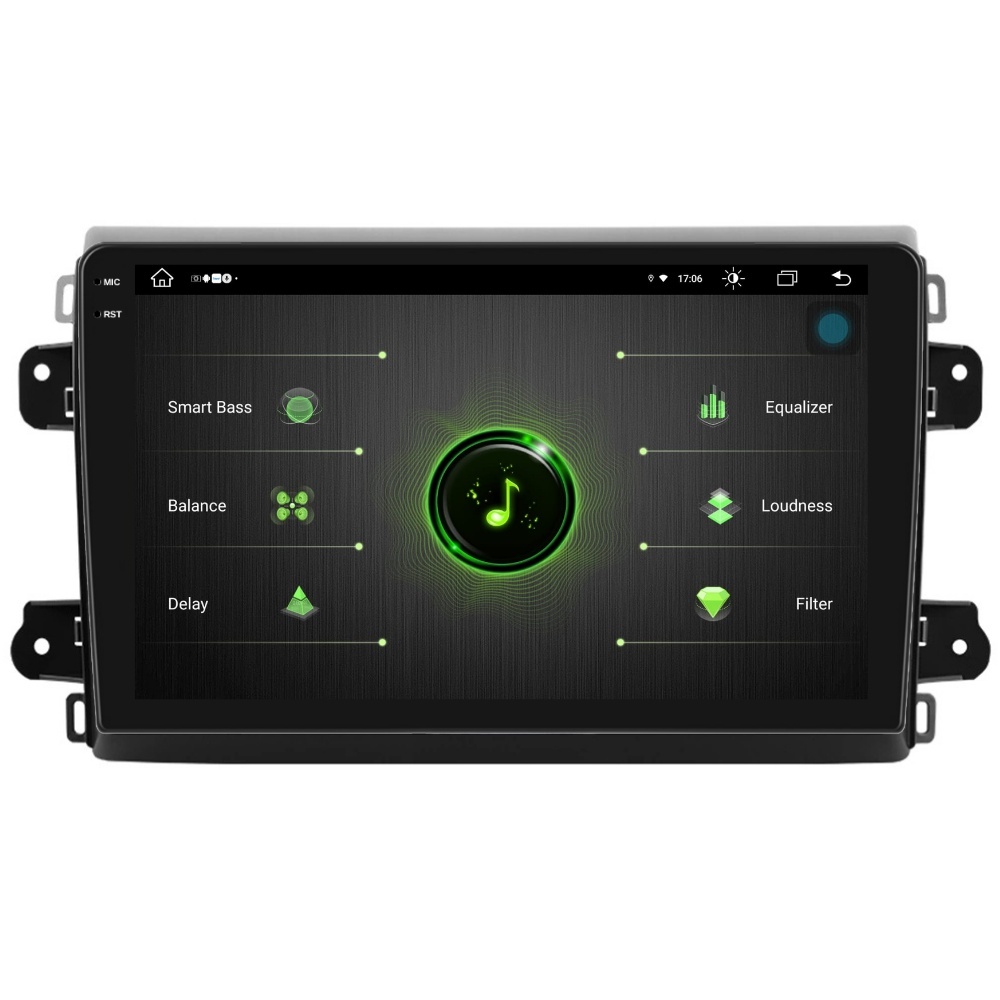 MIC
17:06
RST
Smart Bass
Equalizer
Balance
Loudness
Delay
Filter